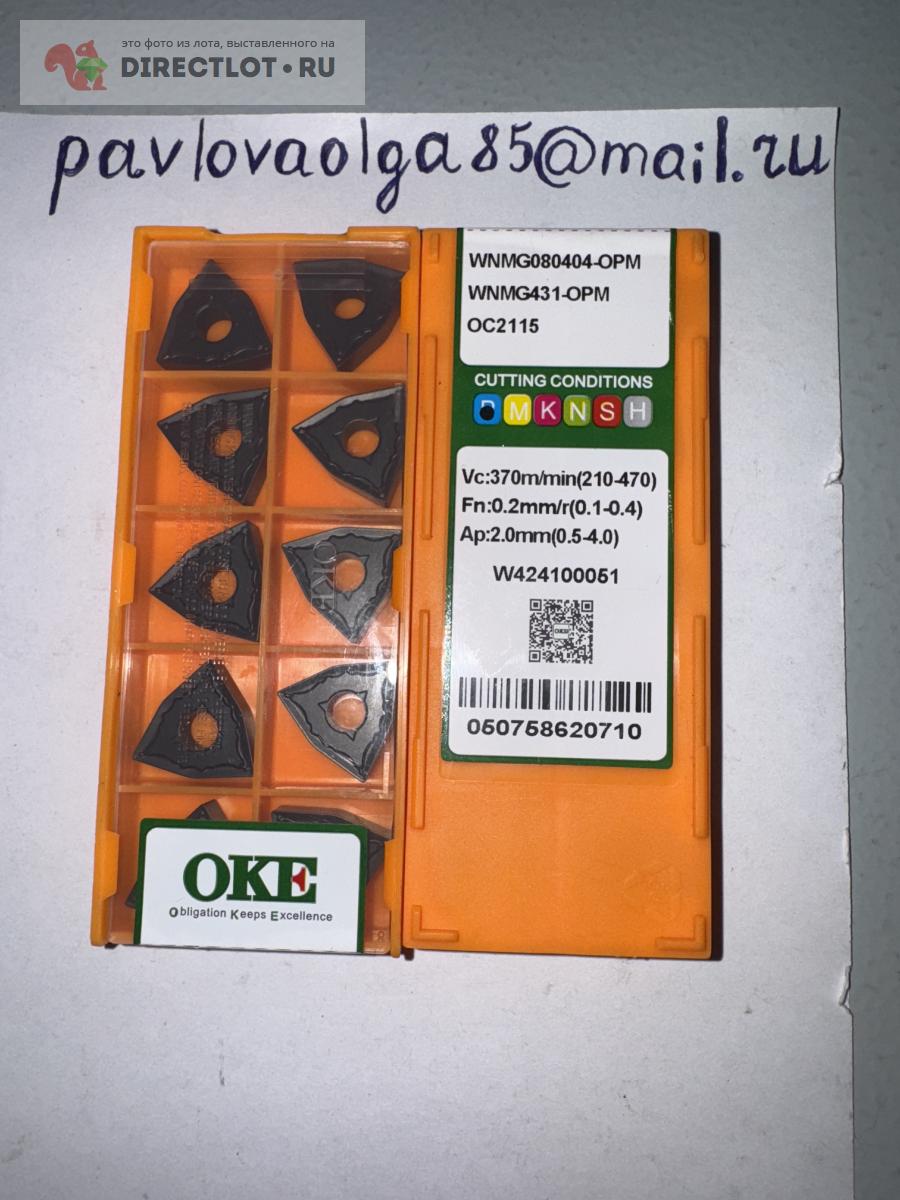 это фото из лота, выставленного на
DIRECTLOT•RU
pavlovaolga85@mail.ru
WNMG080404-OPM
WNMG431-OPM
OC2115
CUTTING CONDITIONS
P M K N S H
Vc:370m/min(210-470)
Fn:0.2mm/r(0.1-0.4)
Ap:2.0mm(0.5-4.0)
W424100051
050758620710
OKE
OKE
Obligation Keeps Excellence